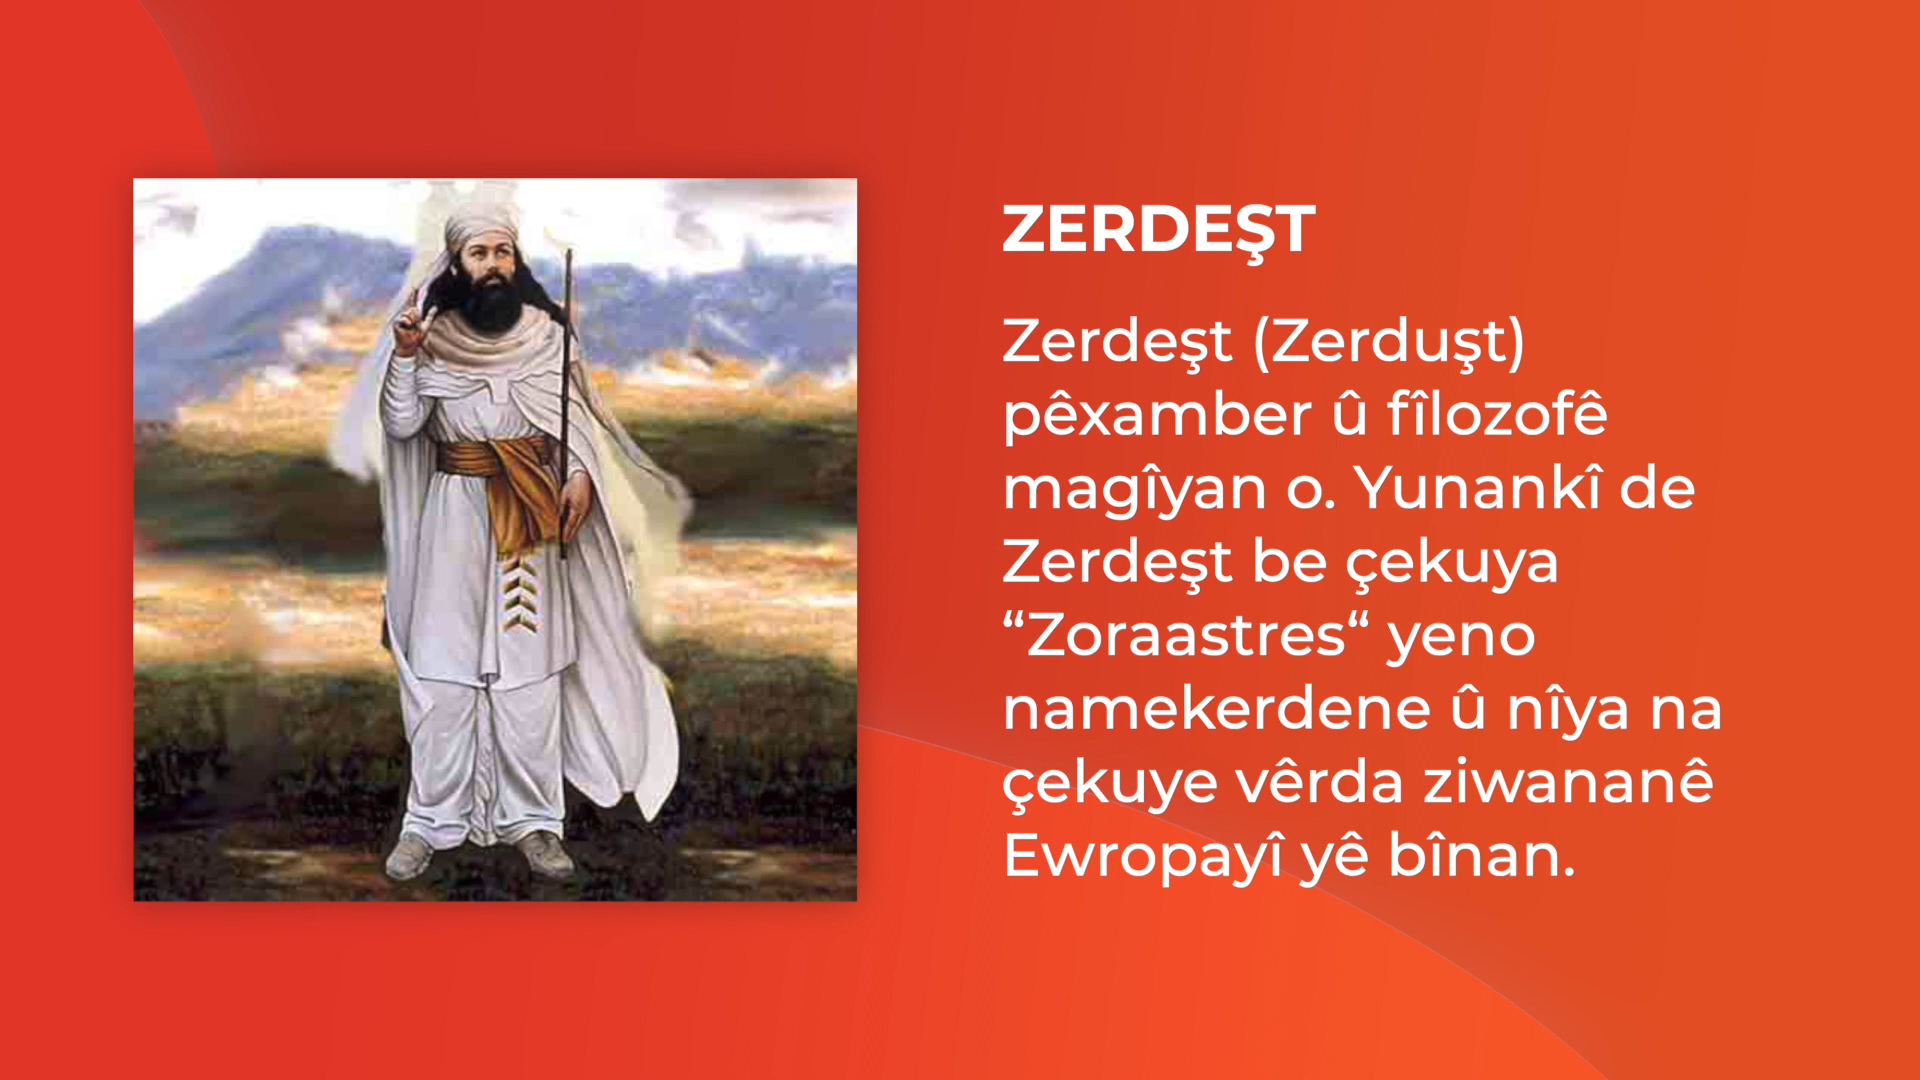 ZERDEŞT
Zerdeşt (Zerduşt)
pêxamber û fîlozofê
magîyan o. Yunankî de
Zerdeşt be çekuya
“Zoraastres“ yeno
namekerdene û nîya na
çekuye vêrda ziwananê
Ewropayî yê bînan.